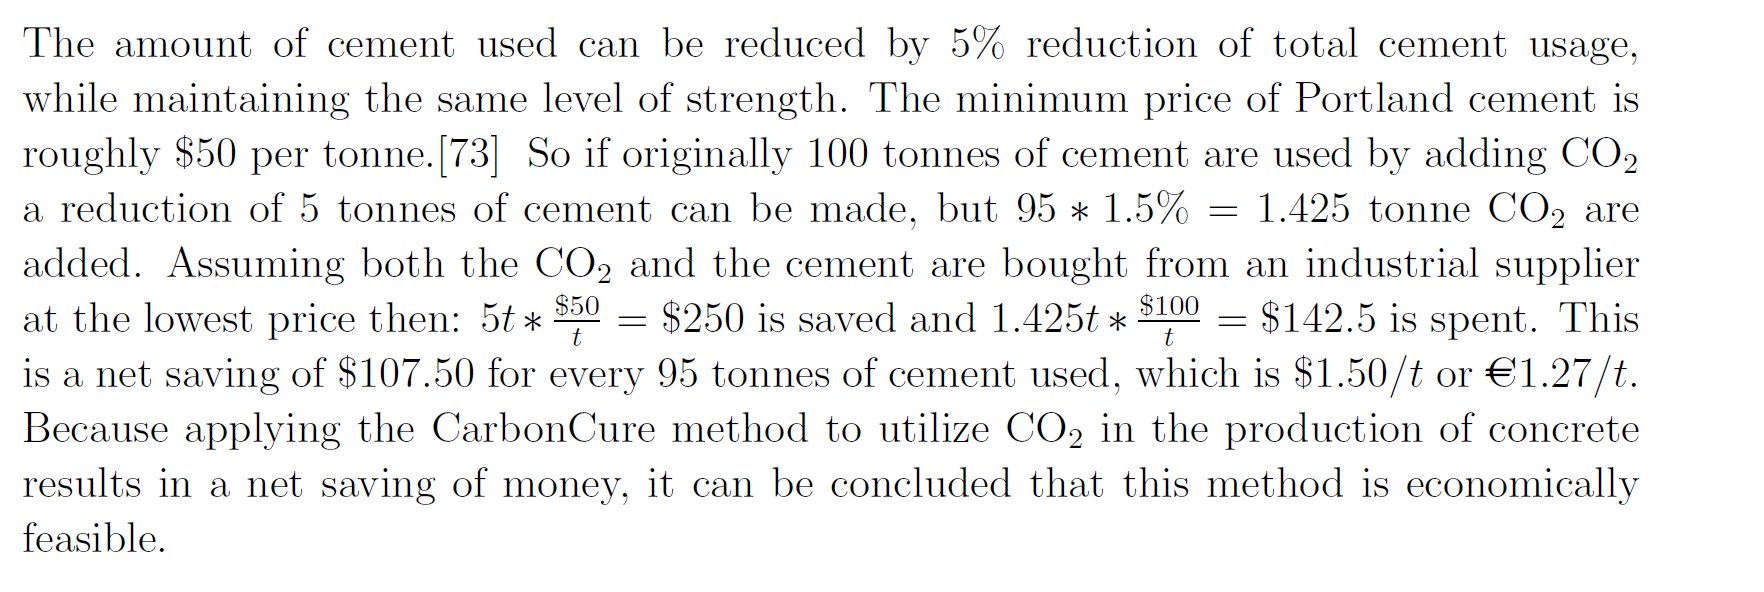 The amount of cement used can be reduced by 5% reduction of total cement usage,
while maintaining the same level of strength. The minimum price of Portland cement is
roughly $50 per tonne.[73] So if originally 100 tonnes of cement are used by adding CO₂
a reduction of 5 tonnes of cement can be made, but 95 * 1.5% = 1.425 tonne CO₂ are
added. Assuming both the CO₂ and the cement are bought from an industrial supplier
at the lowest price then: 5t * $50/t = $250 is saved and 1.425t * $100/t = $142.5 is spent. This
is a net saving of $107.50 for every 95 tonnes of cement used, which is $1.50/t or €1.27/t.
Because applying the CarbonCure method to utilize CO₂ in the production of concrete
results in a net saving of money, it can be concluded that this method is economically
feasible.